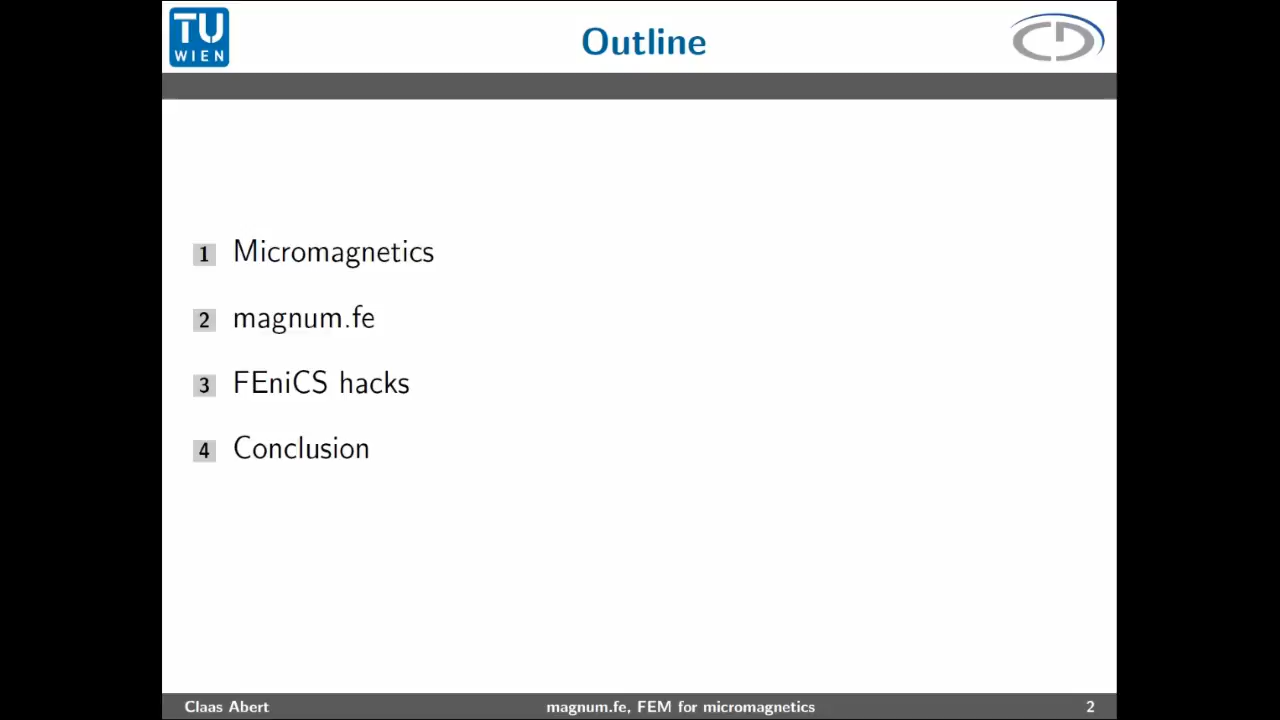 TU
WIEN
Outline
CD
1 Micromagnetics
2 magnum.fe
3 FEniCS hacks
4 Conclusion
Claas Abert magnum.fe, FEM for micromagnetics 2